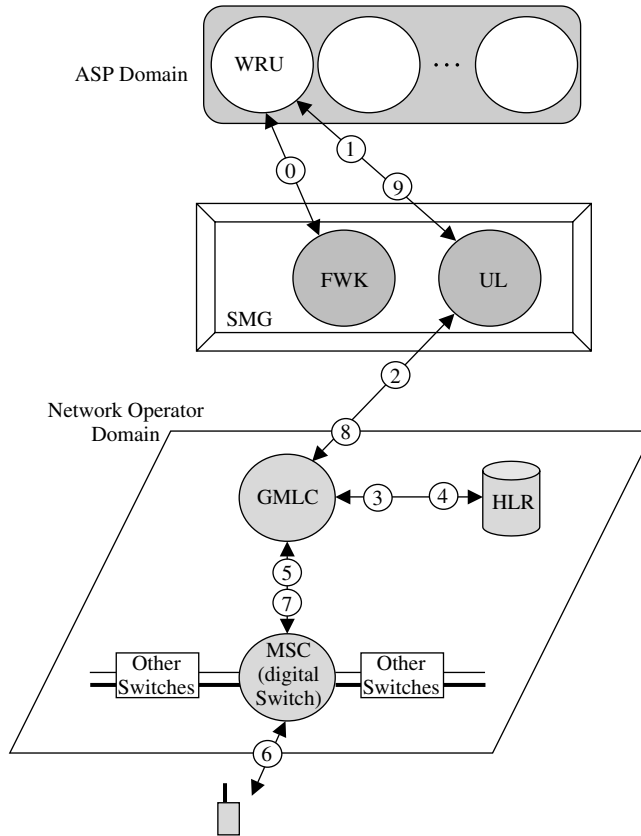 WRU
ASP Domain
...
1
0
9
FWK
UL
SMG
2
Network Operator
Domain
8
GMLC
3
4
HLR
5
7
MSC
(digital
Switch)
Other
Switches
Other
Switches
6